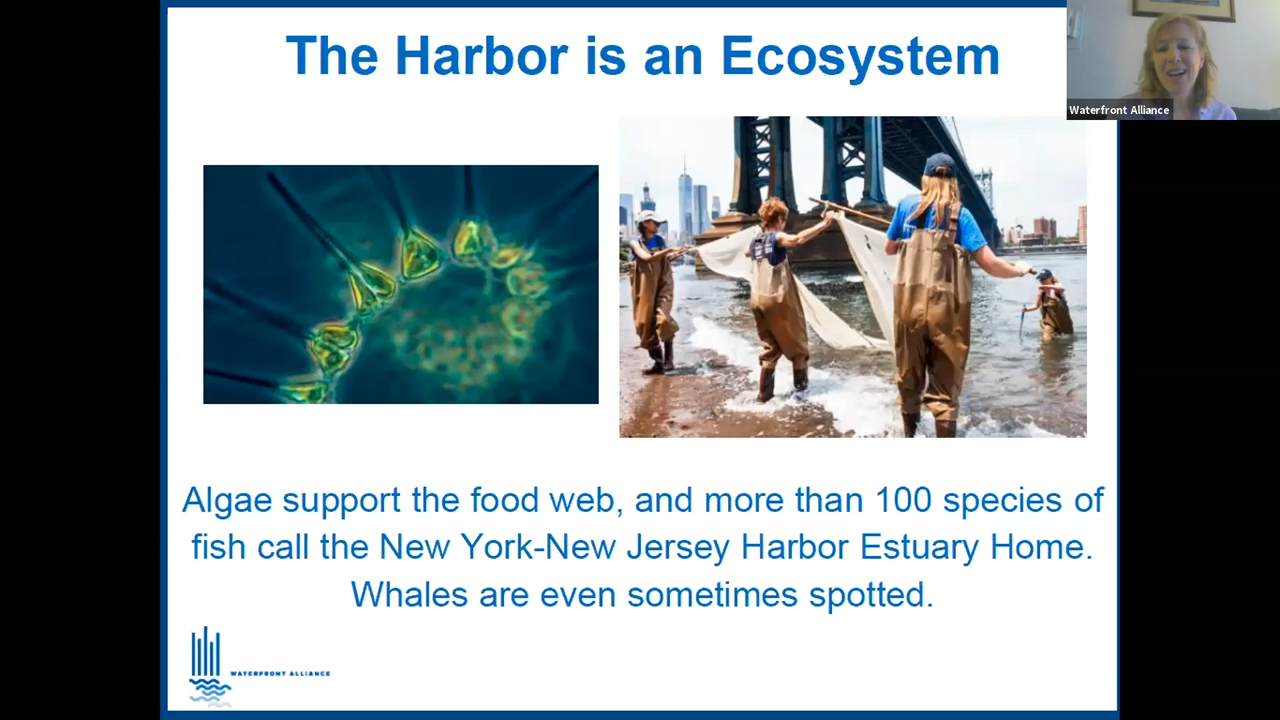 The Harbor is an Ecosystem
Waterfront Alliance
Algae support the food web, and more than 100 species of
fish call the New York-New Jersey Harbor Estuary Home.
Whales are even sometimes spotted.
WATERFRONT ALLIANCE